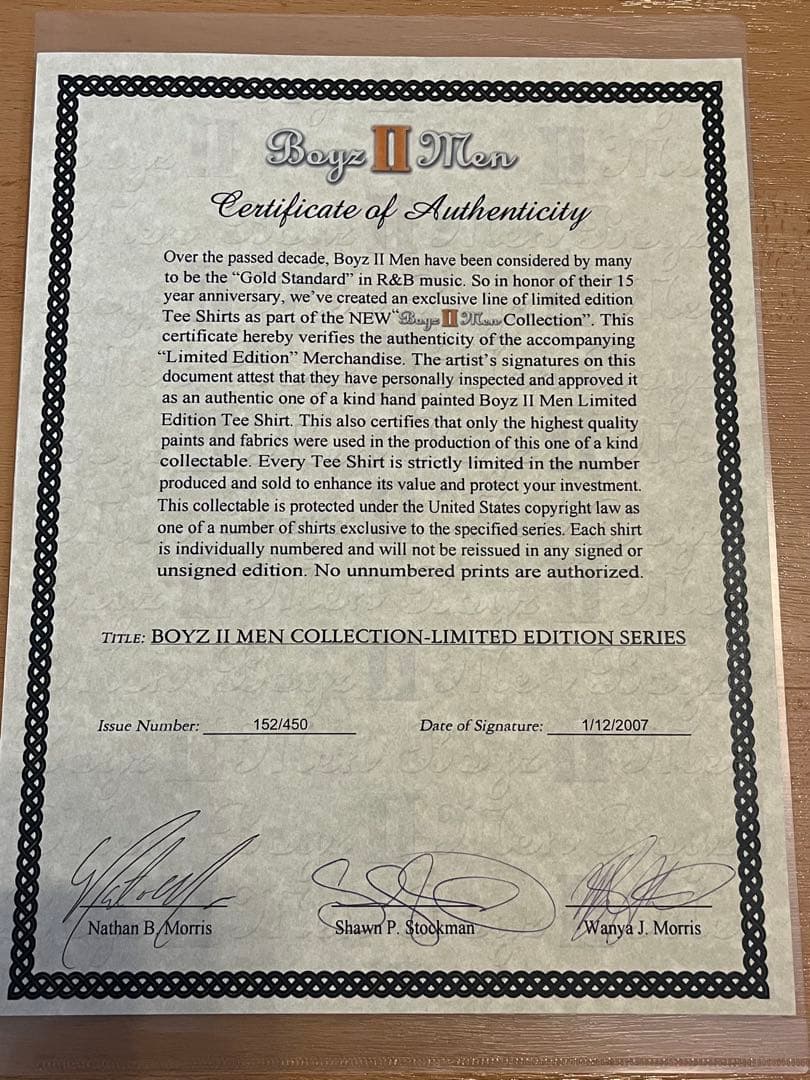 Boyz II Men
Certificate of Authenticity
Over the passed decade, Boyz II Men have been considered by many
to be the “Gold Standard” in R&B music. So in honor of their 15
year anniversary, we’ve created an exclusive line of limited edition
Tee Shirts as part of the NEW “Boyz II Men Collection”. This
certificate hereby verifies the authenticity of the accompanying
“Limited Edition” Merchandise. The artist’s signatures on this
document attest that they have personally inspected and approved it
as an authentic one of a kind hand painted Boyz II Men Limited
Edition Tee Shirt. This also certifies that only the highest quality
paints and fabrics were used in the production of this one of a kind
collectable. Every Tee Shirt is strictly limited in the number
produced and sold to enhance its value and protect your investment.
This collectable is protected under the United States copyright law as
one of a number of shirts exclusive to the specified series. Each shirt
is individually numbered and will not be reissued in any signed or
unsigned edition. No unnumbered prints are authorized.
TITLE: BOYZ II MEN COLLECTION-LIMITED EDITION SERIES
Issue Number: 152/450 Date of Signature: 1/12/2007
Nathan B. Morris Shawn P. Stockman Wanya J. Morris